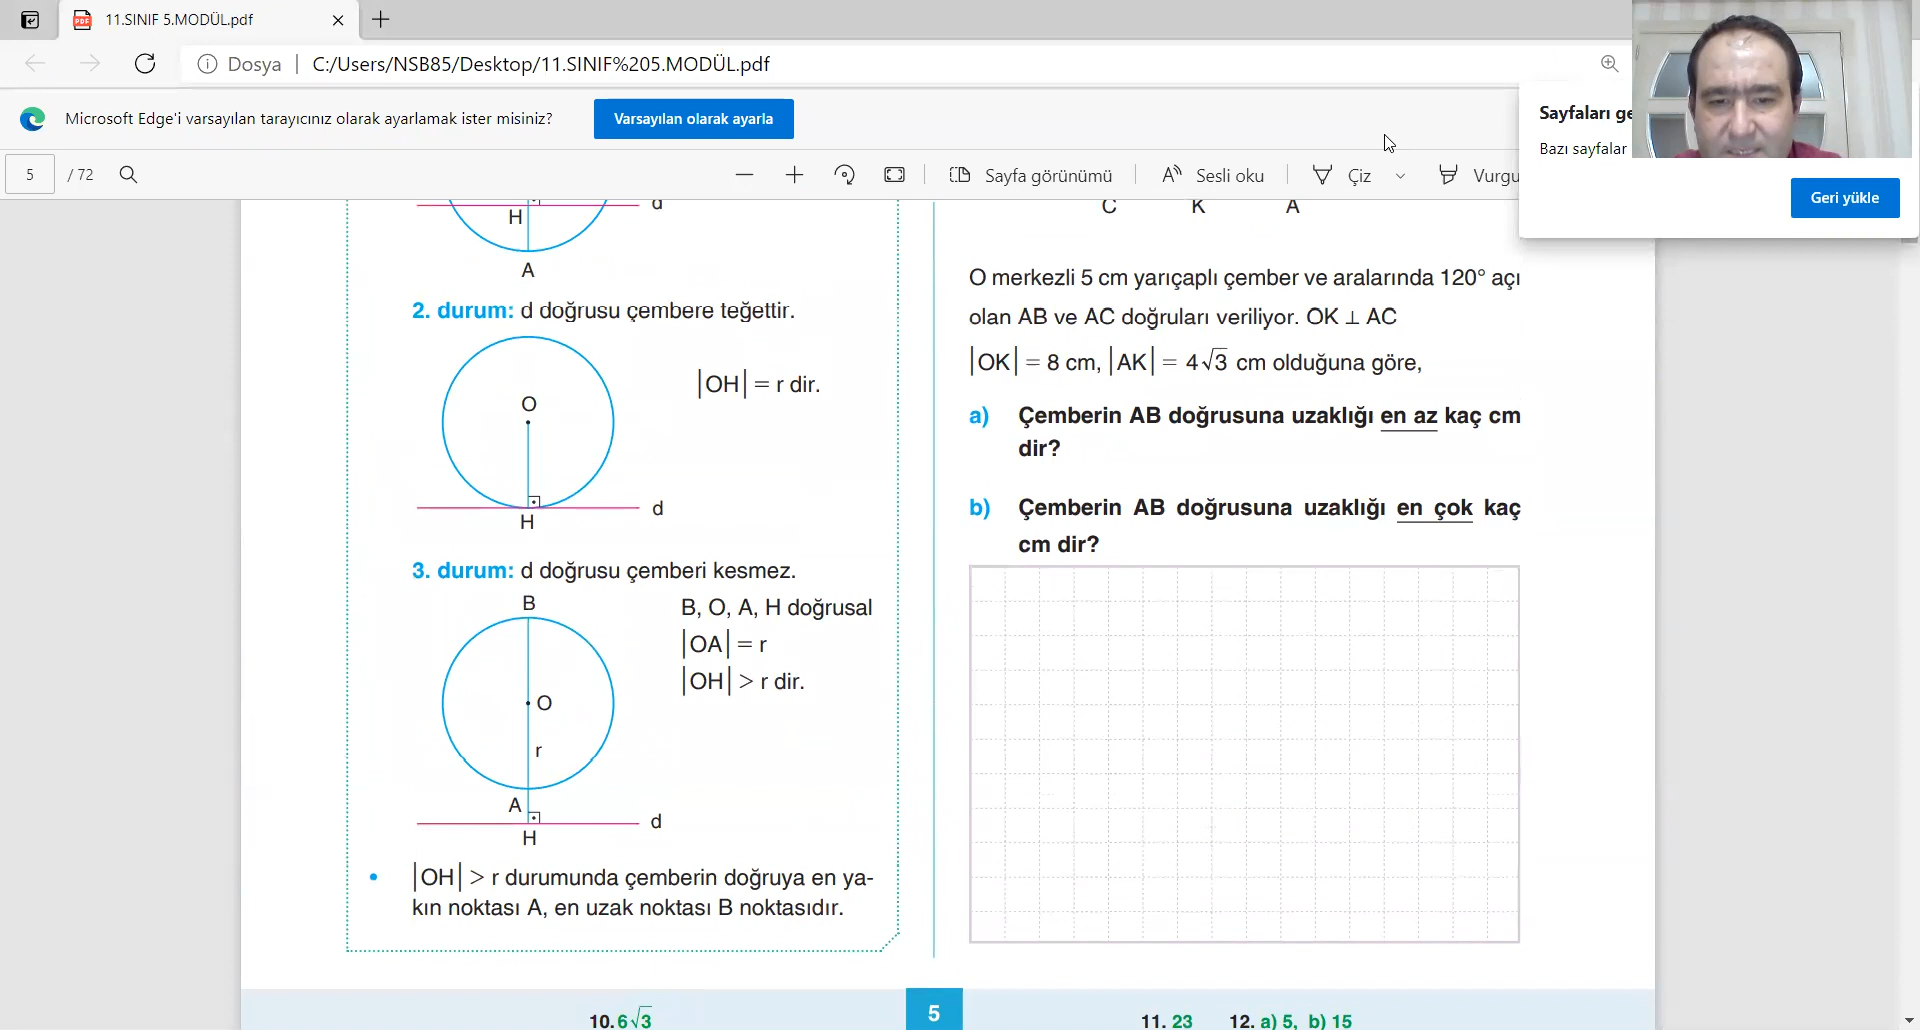 11.SINIF 5.MODÜL.pdf
Dosya | C:/Users/NSB85/Desktop/11.SINIF%205.MODÜL.pdf
Microsoft Edge'i varsayılan tarayıcınız olarak ayarlamak ister misiniz?
Varsayılan olarak ayarla
Sayfaları ge
Bazı sayfalar
Geri yükle
5 / 72
Sayfa görünümü
Sesli oku
Çiz
Vurgu
H
d
A
2. durum: d doğrusu çembere teğettir.
O
|OH| = r dir.
H
d
3. durum: d doğrusu çemberi kesmez.
B
B, O, A, H doğrusal
|OA| = r
|OH| > r dir.
O
r
A
H
d
• |OH| > r durumunda çemberin doğruya en ya-
kın noktası A, en uzak noktası B noktasıdır.
C K A
O merkezli 5 cm yarıçaplı çember ve aralarında 120° açı
olan AB ve AC doğruları veriliyor. OK ⊥ AC
|OK| = 8 cm, |AK| = 4√3 cm olduğuna göre,
a) Çemberin AB doğrusuna uzaklığı en az kaç cm
dir?
b) Çemberin AB doğrusuna uzaklığı en çok kaç
cm dir?
10. 6√3
5
11. 23 12. a) 5, b) 15